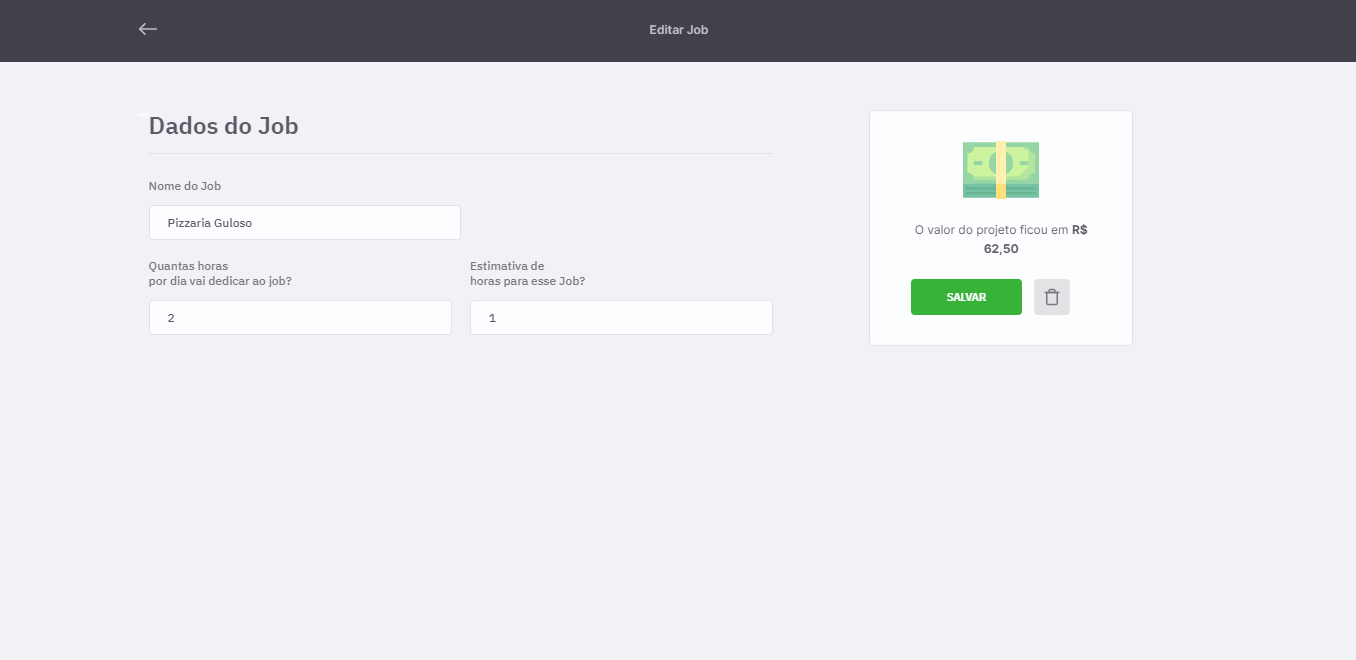 Editar Job
Dados do Job
Nome do Job
Pizzaria Guloso
Quantas horas
por dia vai dedicar ao job?
2
Estimativa de
horas para esse Job?
1
O valor do projeto ficou em R$
62,50
SALVAR